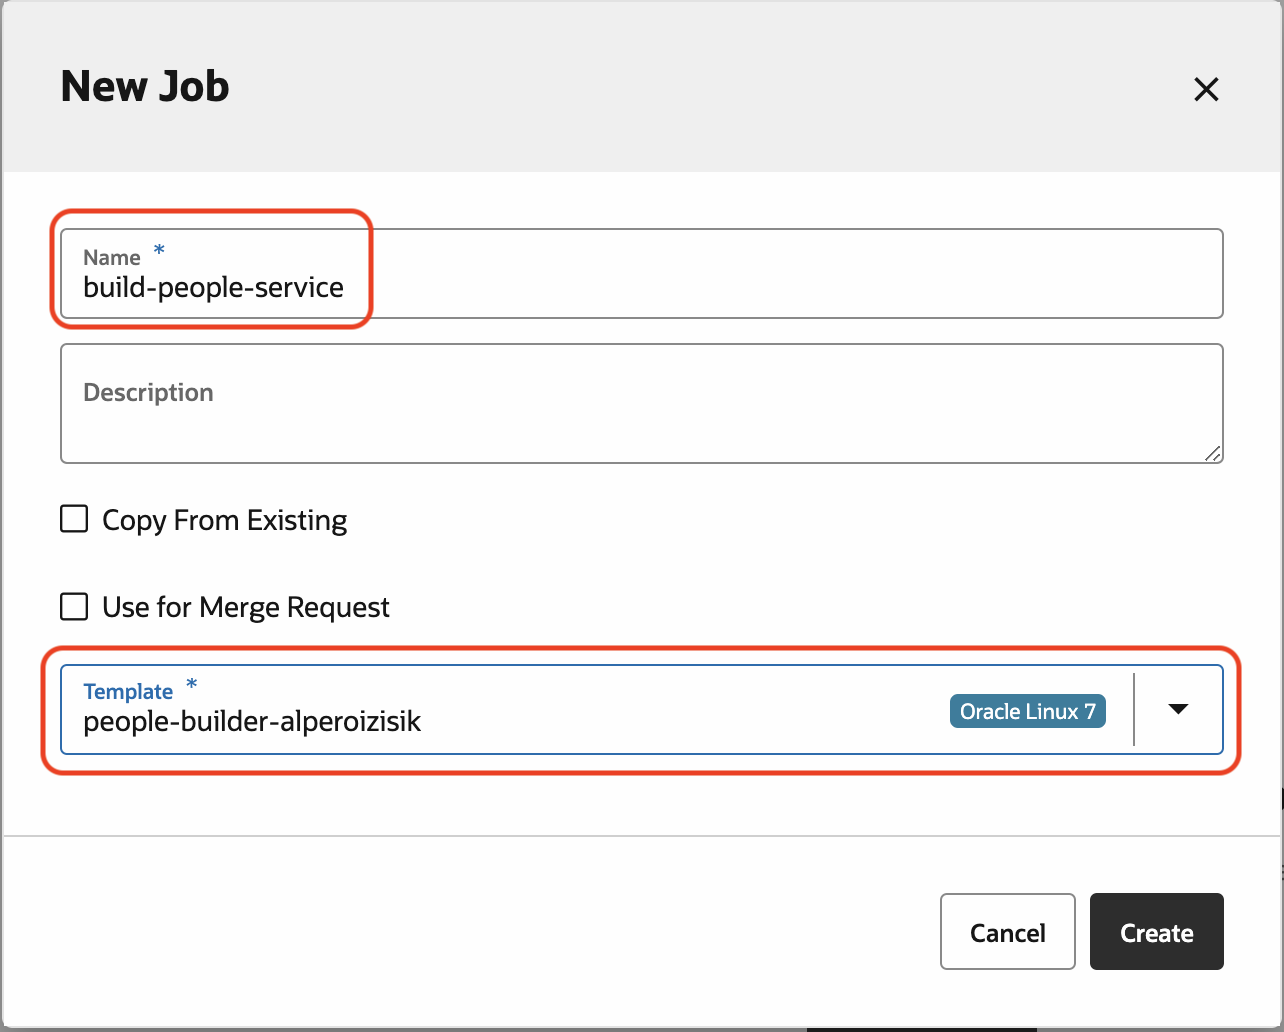 New Job
Name *
build-people-service
Description
Copy From Existing
Use for Merge Request
Template *
people-builder-alperoizisik
Oracle Linux 7
Cancel
Create